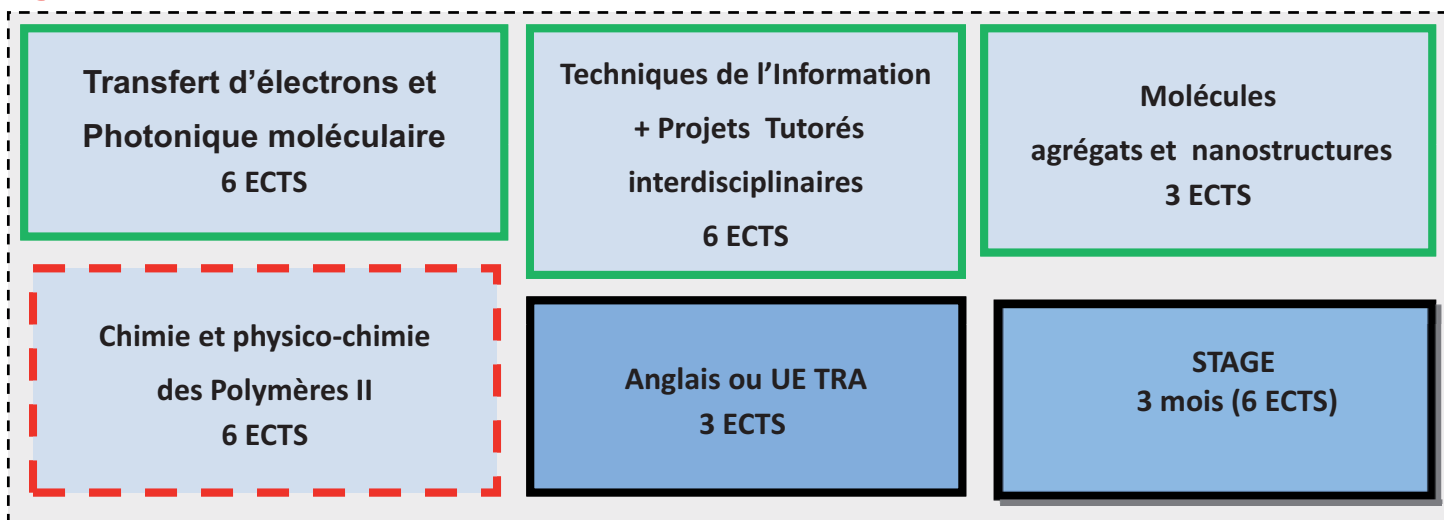 Transfert d’électrons et
Photonique moléculaire
6 ECTS
Techniques de l’Information
+ Projets Tutorés
interdisciplinaires
6 ECTS
Molécules
agrégats et nanostructures
3 ECTS
Chimie et physico-chimie
des Polymères II
6 ECTS
Anglais ou UE TRA
3 ECTS
STAGE
3 mois (6 ECTS)